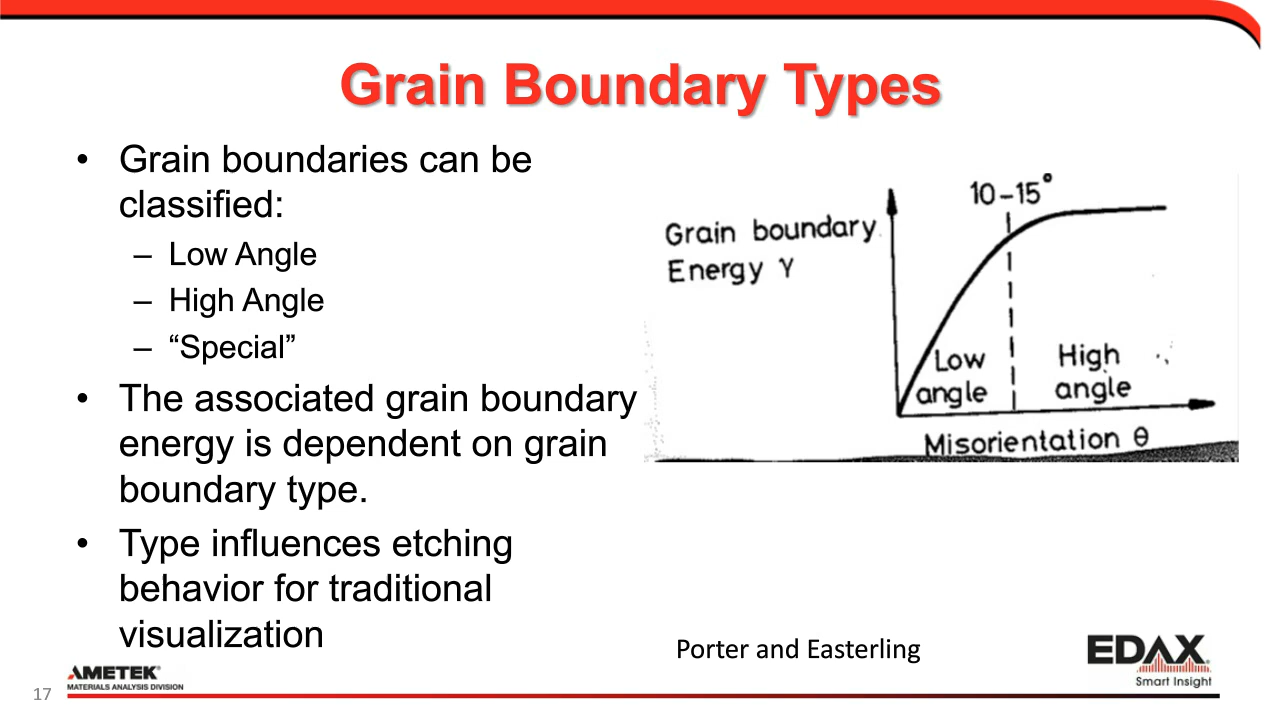 Grain Boundary Types
• Grain boundaries can be
classified:
– Low Angle
– High Angle
– “Special”
• The associated grain boundary
energy is dependent on grain
boundary type.
• Type influences etching
behavior for traditional
visualization
10–15°
Grain boundary
Energy γ
Low
angle
High
angle
Misorientation θ
Porter and Easterling
17
AMETEK®
MATERIALS ANALYSIS DIVISION
EDAX
Smart Insight